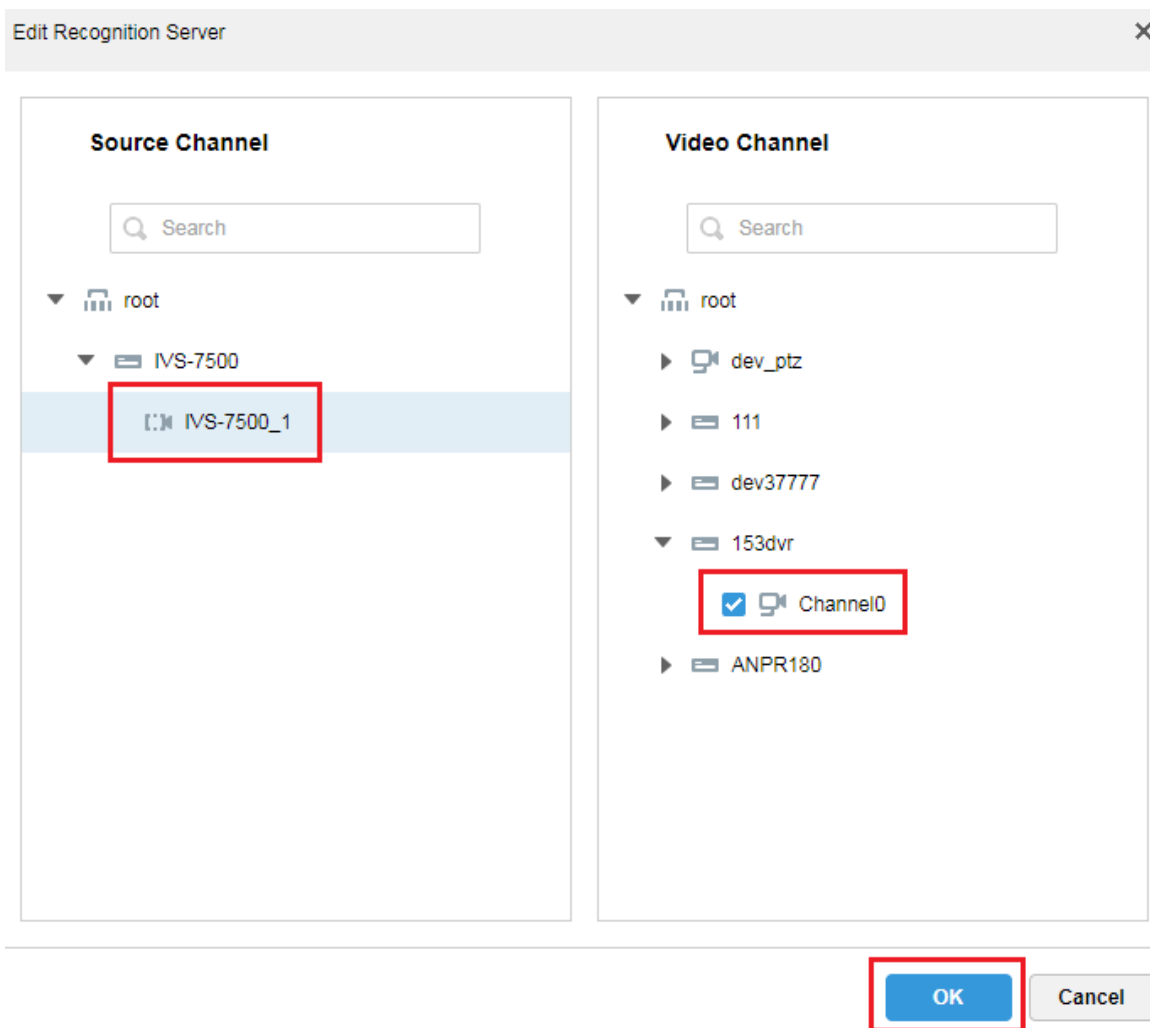 Edit Recognition Server
Source Channel
Search
root
IVS-7500
IVS-7500_1
Video Channel
Search
root
dev_ptz
111
dev37777
153dvr
Channel0
ANPR180
OK
Cancel